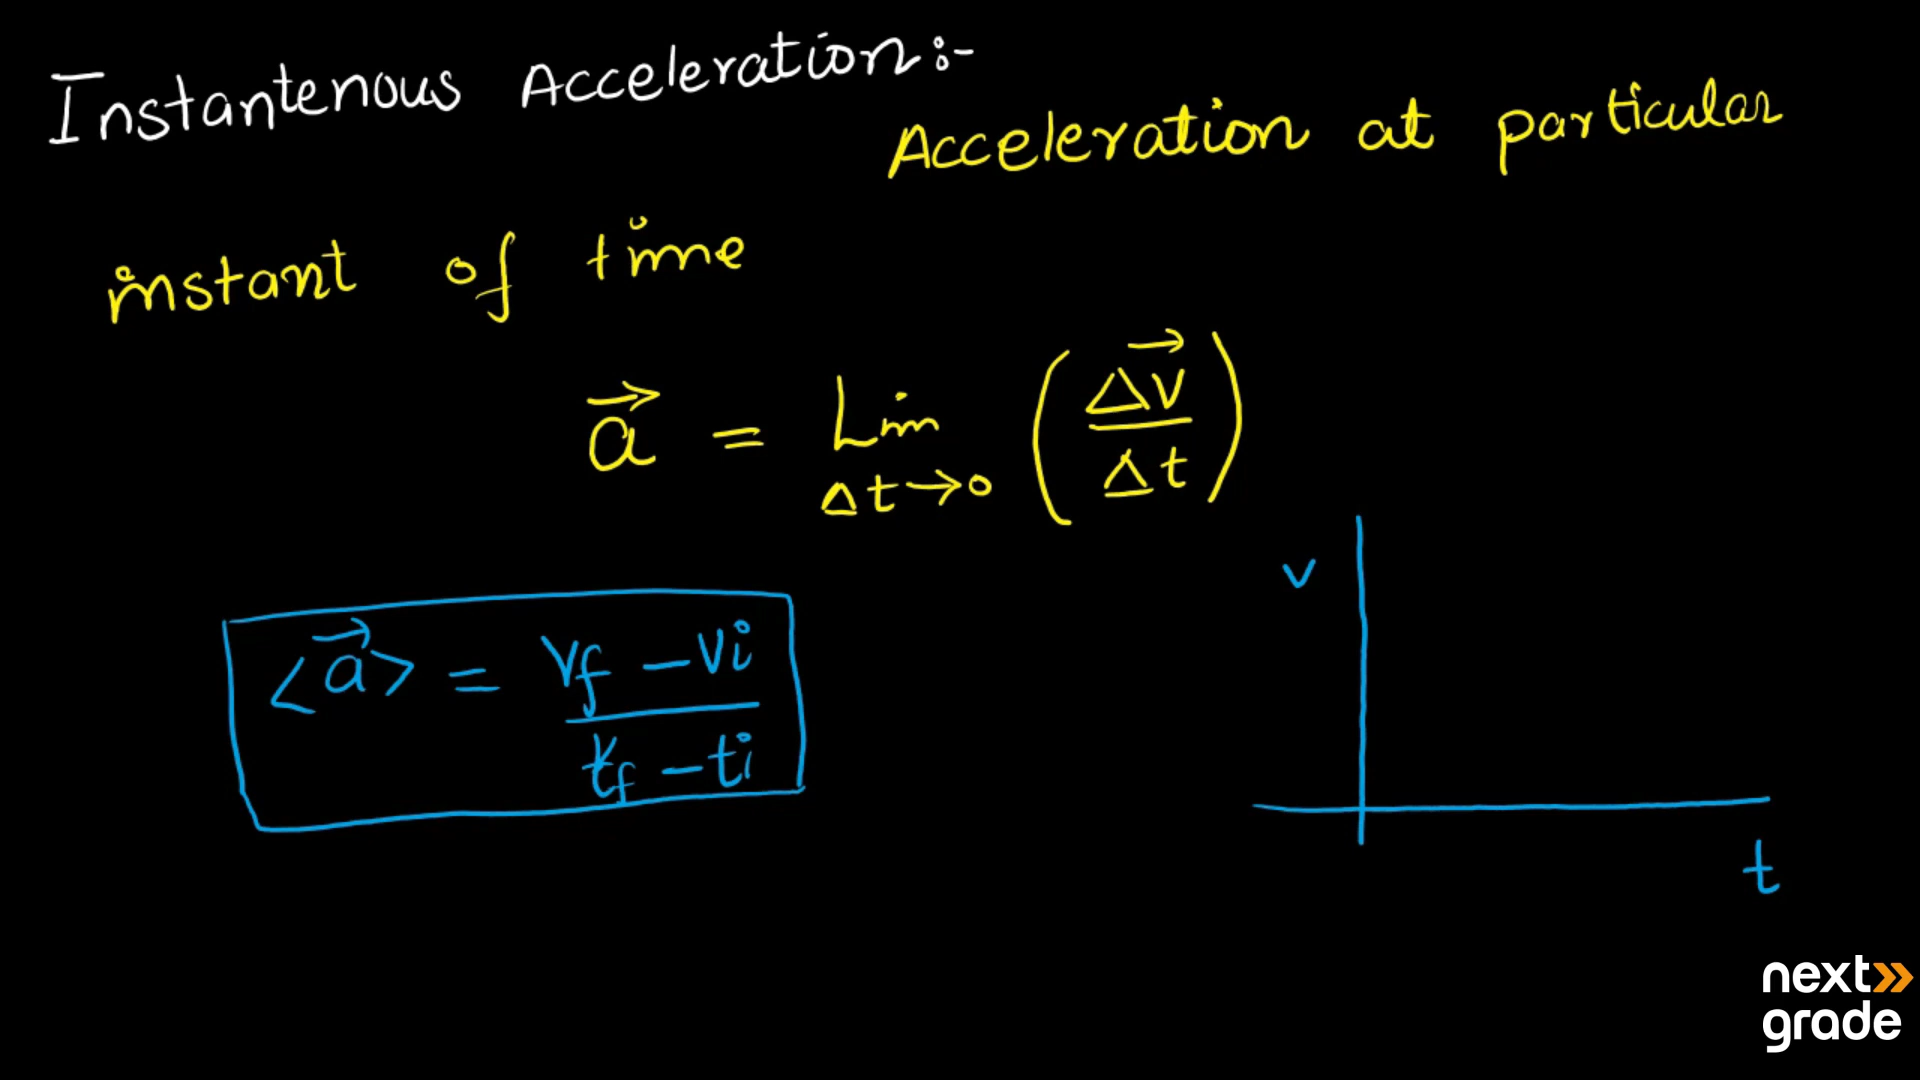 Instantenous Acceleration:-
Acceleration at particular
instant of time
a⃗ = Lim Δt→0 (Δv⃗/Δt)
<a⃗> = vf - vi / tf - ti
v
t
next
grade